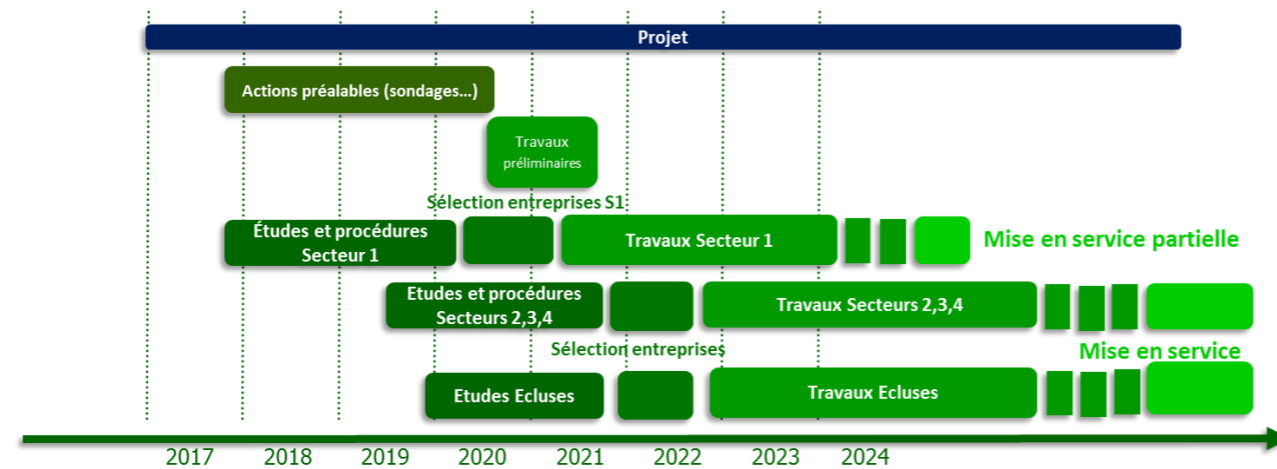 Projet
Actions préalables (sondages...)
Travaux
préliminaires
Sélection entreprises S1
Études et procédures
Secteur 1
Travaux Secteur 1
Mise en service partielle
Etudes et procédures
Secteurs 2,3,4
Travaux Secteurs 2,3,4
Sélection entreprises
Mise en service
Etudes Ecluses
Travaux Ecluses
2017 2018 2019 2020 2021 2022 2023 2024